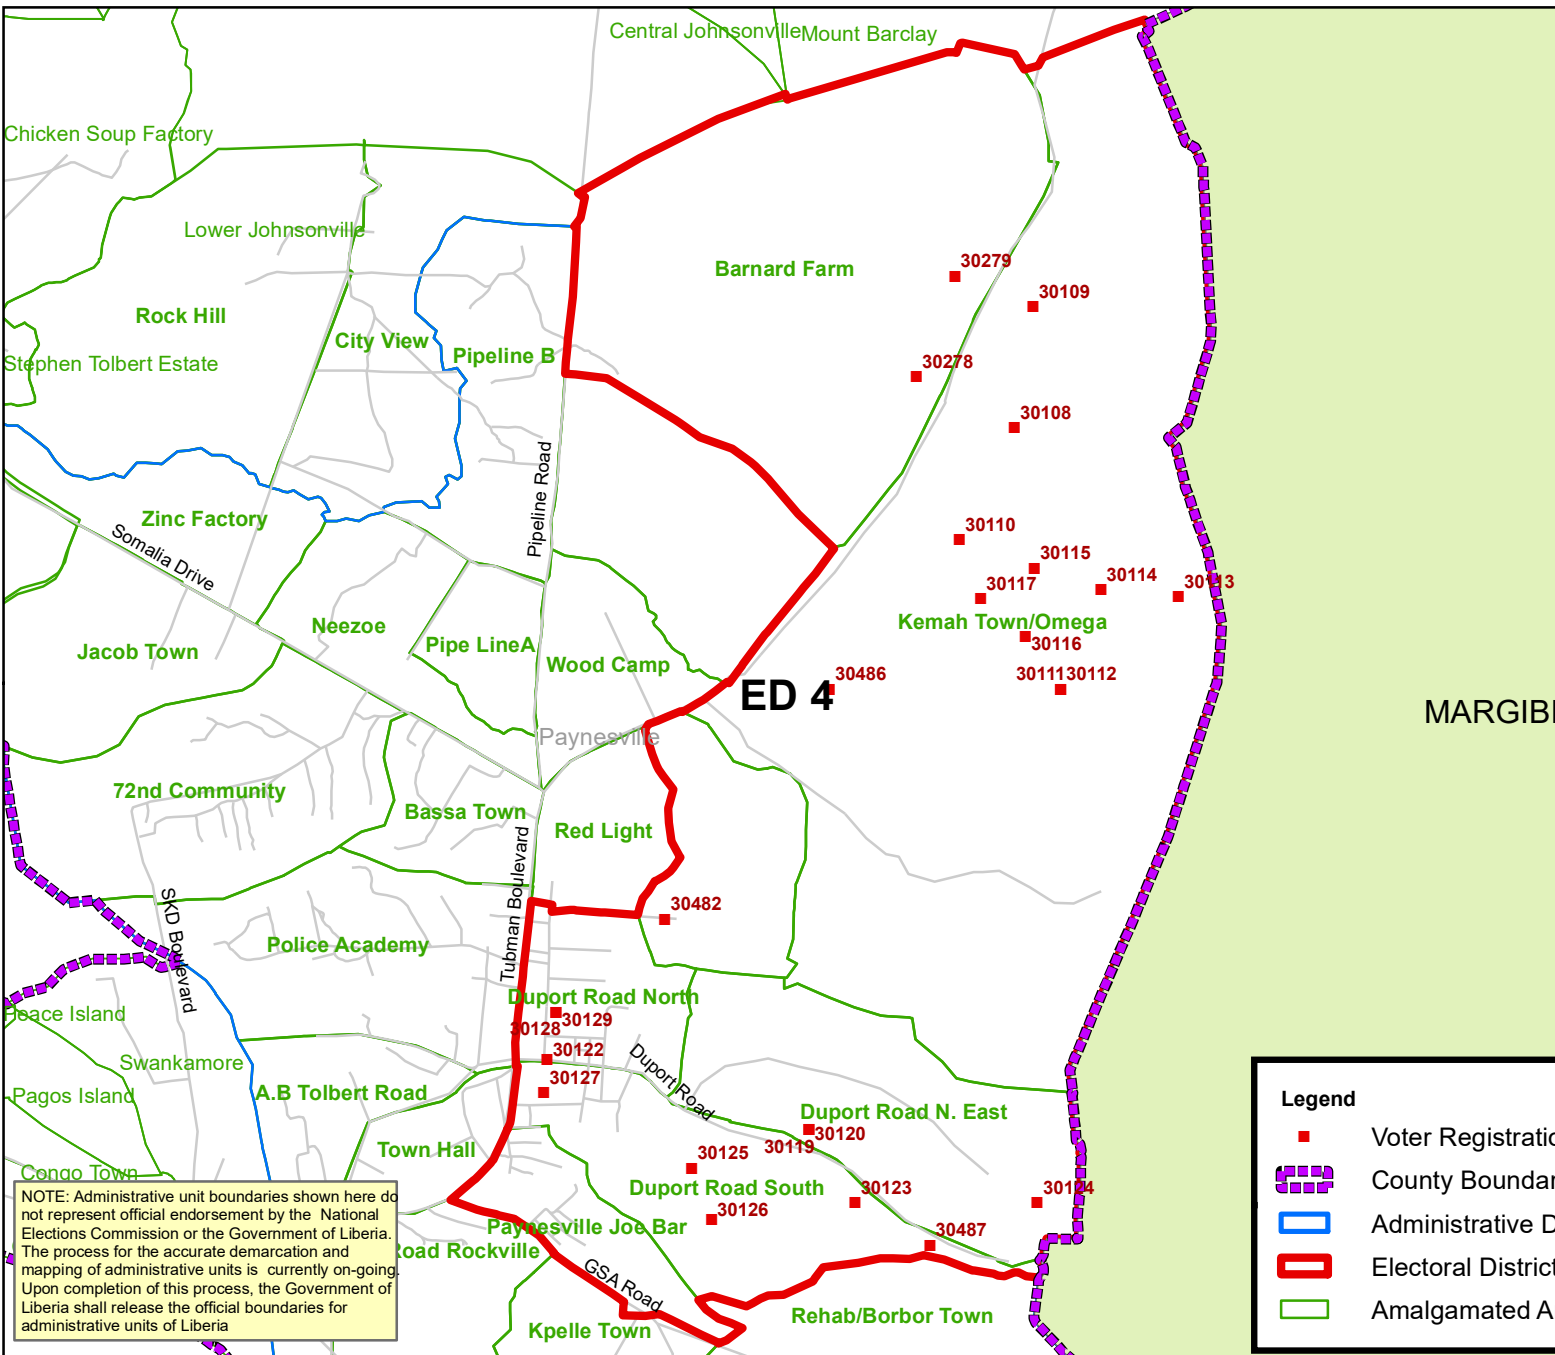 Central Johnsonville
Mount Barclay
Chicken Soup Factory
Lower Johnsonville
Barnard Farm
30279
30109
Rock Hill
City View
Pipeline B
Stephen Tolbert Estate
30278
30108
Pipeline Road
Zinc Factory
Somalia Drive
30110
30115
30114
30113
30117
Neezoe
Kemah Town/Omega
30116
Jacob Town
Pipe LineA
Wood Camp
30486
30111
30112
ED 4
MARGIBI
Paynesville
72nd Community
Bassa Town
Red Light
Tubman Boulevard
SKD Boulevard
30482
Police Academy
Duport Road North
30129
30128
Peace Island
30122
Swankamore
Duport Road
30127
Pagos Island
A.B Tolbert Road
Duport Road N. East
30120
30119
Town Hall
30125
Congo Town
Duport Road South
30123
30124
30126
Paynesville Joe Bar
30487
Road Rockville
GSA Road
Rehab/Borbor Town
Kpelle Town
NOTE: Administrative unit boundaries shown here do
not represent official endorsement by the National
Elections Commission or the Government of Liberia.
The process for the accurate demarcation and
mapping of administrative units is currently on-going.
Upon completion of this process, the Government of
Liberia shall release the official boundaries for
administrative units of Liberia
Legend
Voter Registratio
County Boundar
Administrative D
Electoral District
Amalgamated A